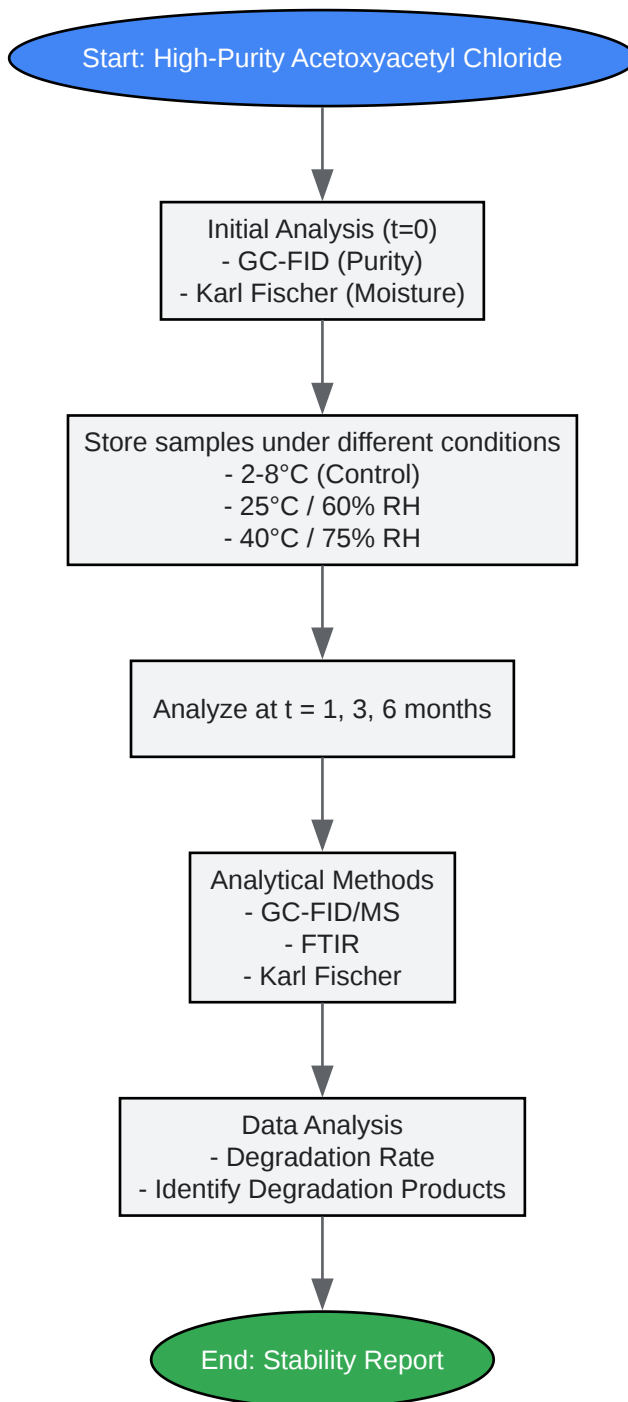 Start: High-Purity Acetoxyacetyl Chloride
Initial Analysis (t=0)
- GC-FID (Purity)
- Karl Fischer (Moisture)
Store samples under different conditions
- 2-8°C (Control)
- 25°C / 60% RH
- 40°C / 75% RH
Analyze at t = 1, 3, 6 months
Analytical Methods
- GC-FID/MS
- FTIR
- Karl Fischer
Data Analysis
- Degradation Rate
- Identify Degradation Products
End: Stability Report